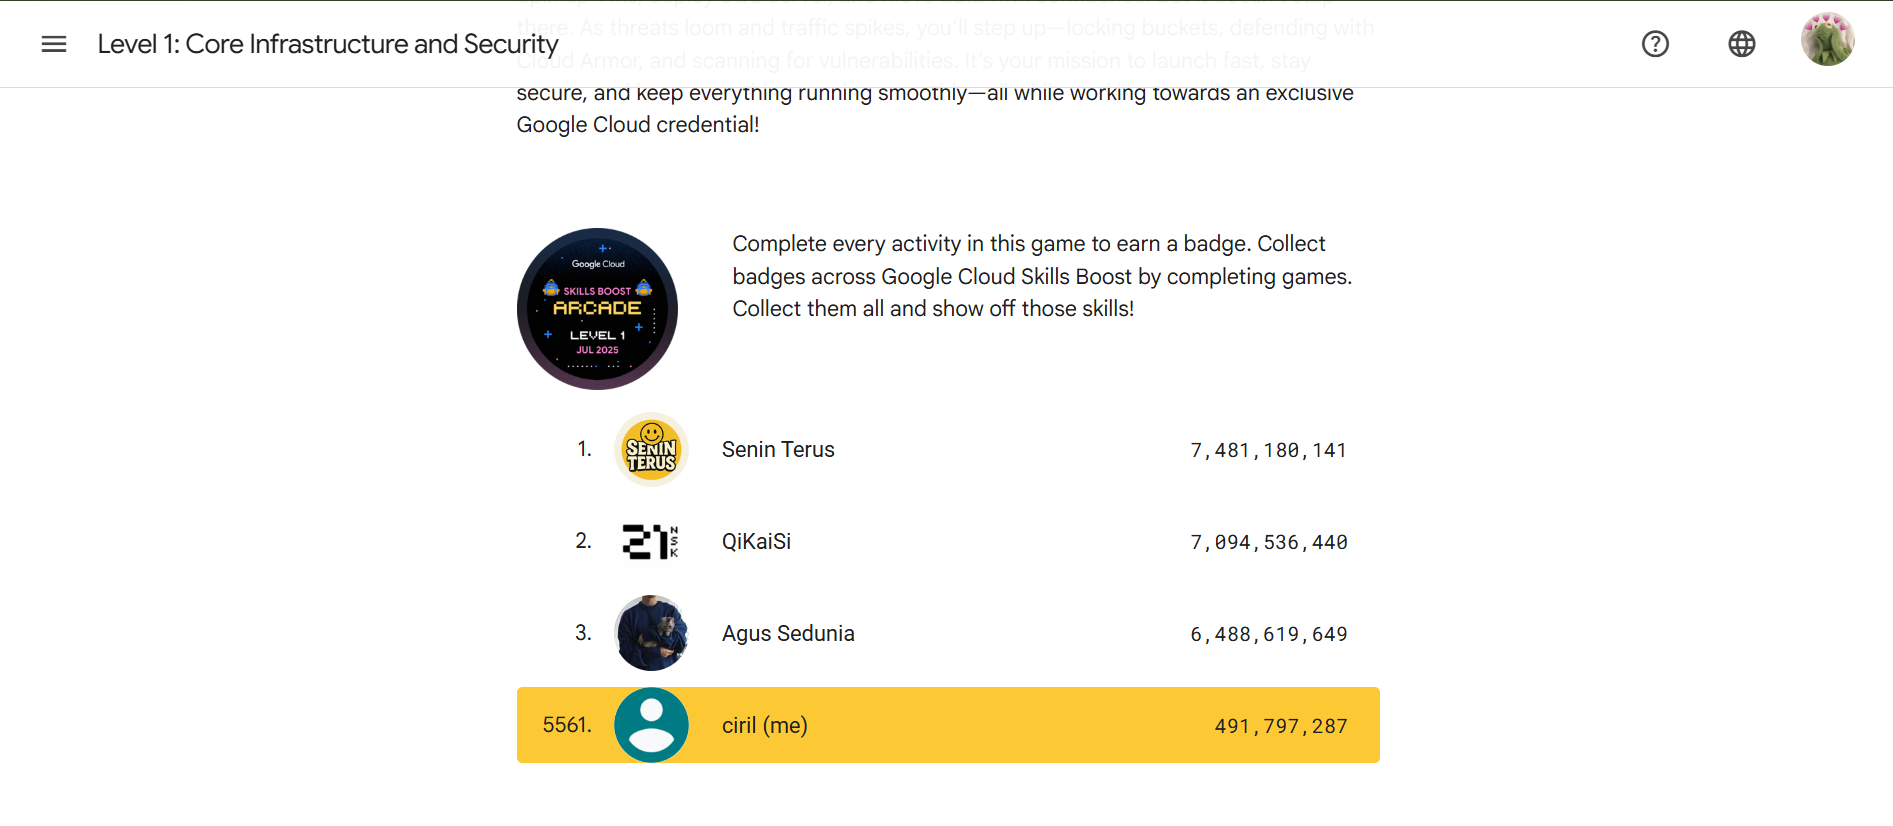 Level 1: Core Infrastructure and Security
there. As threats loom and traffic spikes, you'll step up—locking buckets, defending with
Cloud Armor, and scanning for vulnerabilities. It's your mission to launch fast, stay
secure, and keep everything running smoothly—all while working towards an exclusive
Google Cloud credential!
Google Cloud
SKILLS BOOST
ARCADE
LEVEL 1
JUL 2025
Complete every activity in this game to earn a badge. Collect
badges across Google Cloud Skills Boost by completing games.
Collect them all and show off those skills!
1. SENIN TERUS Senin Terus 7,481,180,141
2. 21 NSK QiKaiSi 7,094,536,440
3. Agus Sedunia 6,488,619,649
5561. ciril (me) 491,797,287